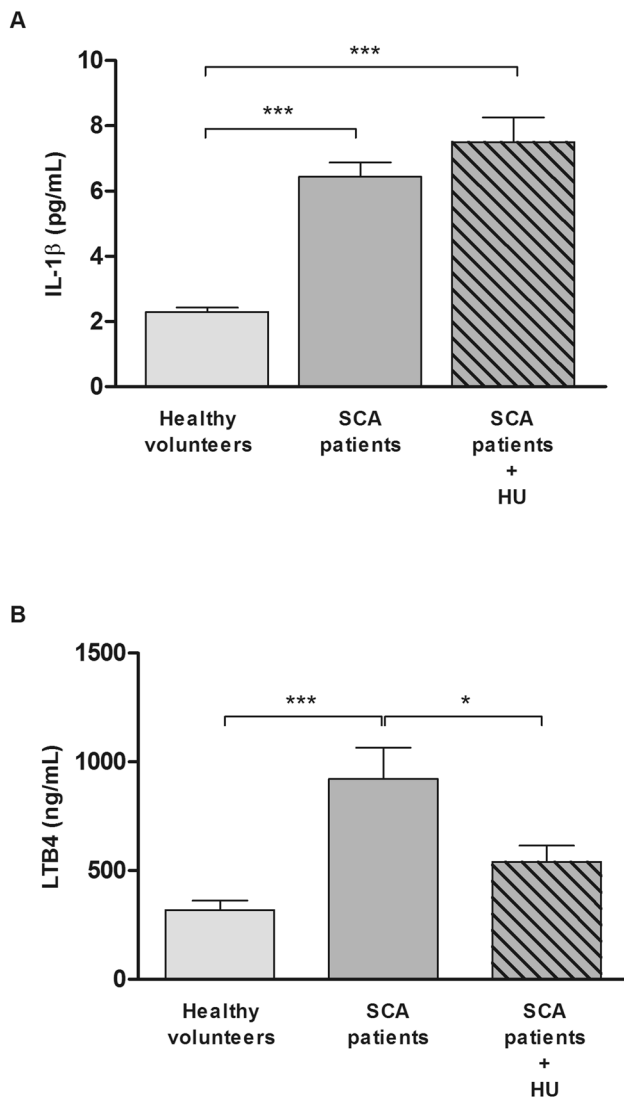 A
***
***
10
8
6
4
2
0
IL-1β (pg/mL)
Healthy
volunteers
SCA
patients
SCA
patients
+
HU
B
1500
1000
500
0
LTB4 (ng/mL)
***
*
Healthy
volunteers
SCA
patients
SCA
patients
+
HU